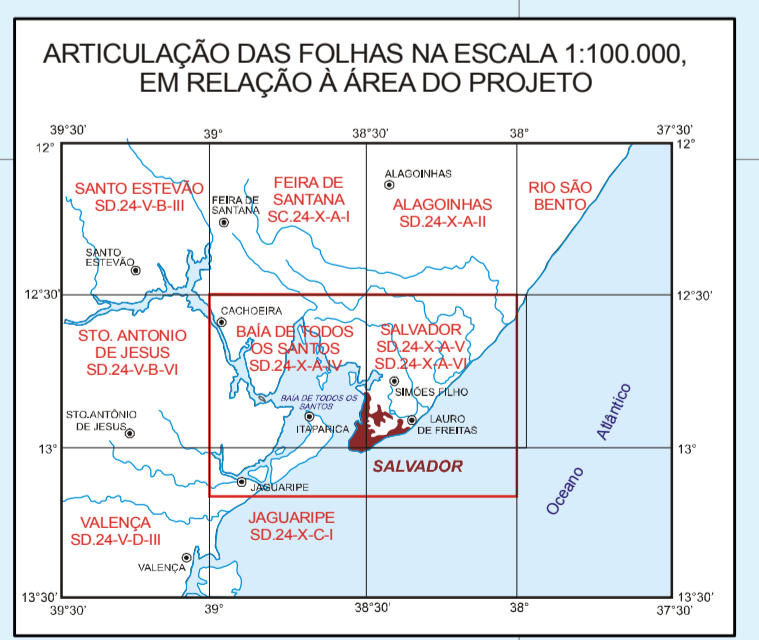 ARTICULAÇÃO DAS FOLHAS NA ESCALA 1:100.000,
EM RELAÇÃO À ÁREA DO PROJETO
39°30'
39°
38°30'
38°
37°30'
12°
SANTO ESTEVÃO
SD.24-V-B-III
FEIRA DE
SANTANA
SC.24-X-A-I
ALAGOINHAS
ALAGOINHAS
SD.24-X-A-II
RIO SÃO
BENTO
FEIRA DE
SANTANA
SANTO
ESTEVÃO
12°30'
12°30'
CACHOEIRA
STO. ANTONIO
DE JESUS
SD.24-V-B-VI
BAÍA DE TODOS
OS SANTOS
SD.24-X-A-IV
SALVADOR
SD.24-X-A-V
SD.24-X-A-VI
SIMÕES FILHO
BAIA DE TODOS OS
SANTOS
ITAPARICA
STO.ANTÔNIO
DE JESUS
LAURO
DE FREITAS
Oceano Atlântico
13°
13°
SALVADOR
JAGUARIPE
VALENÇA
SD.24-V-D-III
JAGUARIPE
SD.24-X-C-I
VALENÇA
13°30'
13°30'
39°30'
39°
38°30'
38°
37°30'